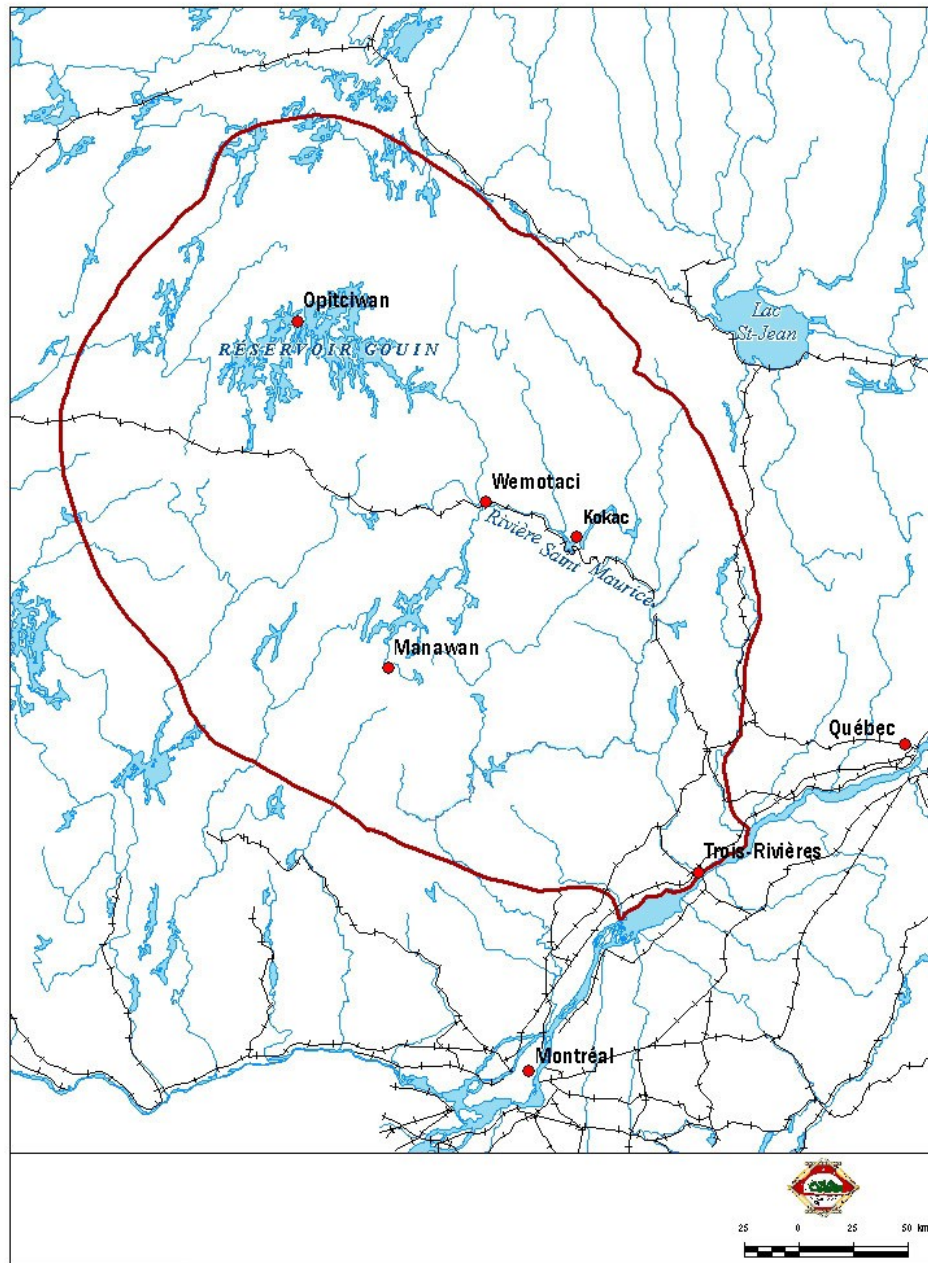 Opitciwan
RÉSERVOIR GOUIN
Lac
St-Jean
Wemotaci
Kokac
Rivière Saint Maurice
Manawan
Québec
Trois-Rivières
Montréal
25 0 25 50 km